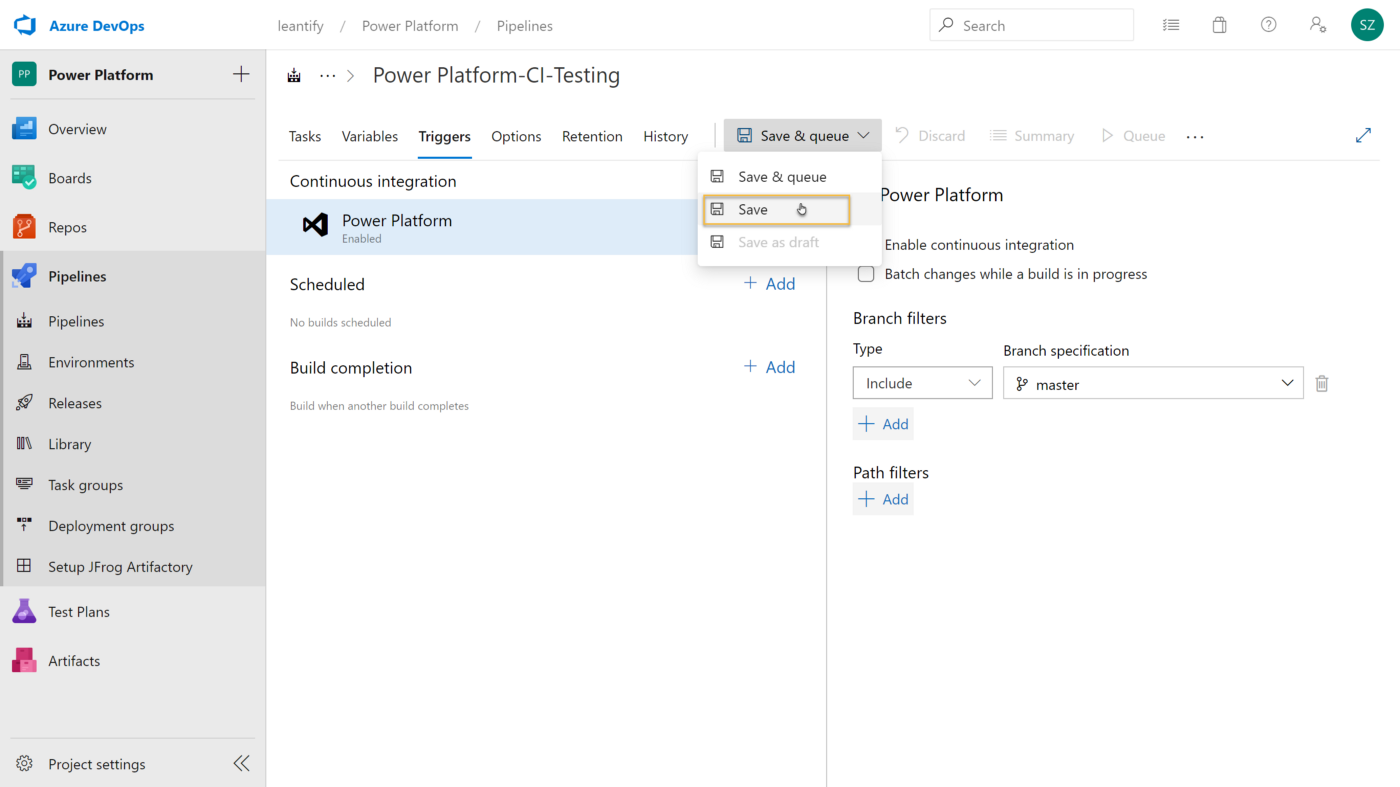 Azure DevOps
leantify / Power Platform / Pipelines
Search
SZ
PP Power Platform
Overview
Boards
Repos
Pipelines
Pipelines
Environments
Releases
Library
Task groups
Deployment groups
Setup JFrog Artifactory
Test Plans
Artifacts
Project settings
... > Power Platform-CI-Testing
Tasks Variables Triggers Options Retention History
Save & queue Discard Summary Queue ...
Save & queue
Save
Save as draft
Continuous integration
Power Platform
Enabled
Scheduled + Add
No builds scheduled
Build completion + Add
Build when another build completes
Power Platform
Enable continuous integration
Batch changes while a build is in progress
Branch filters
Type Branch specification
Include master
+ Add
Path filters
+ Add